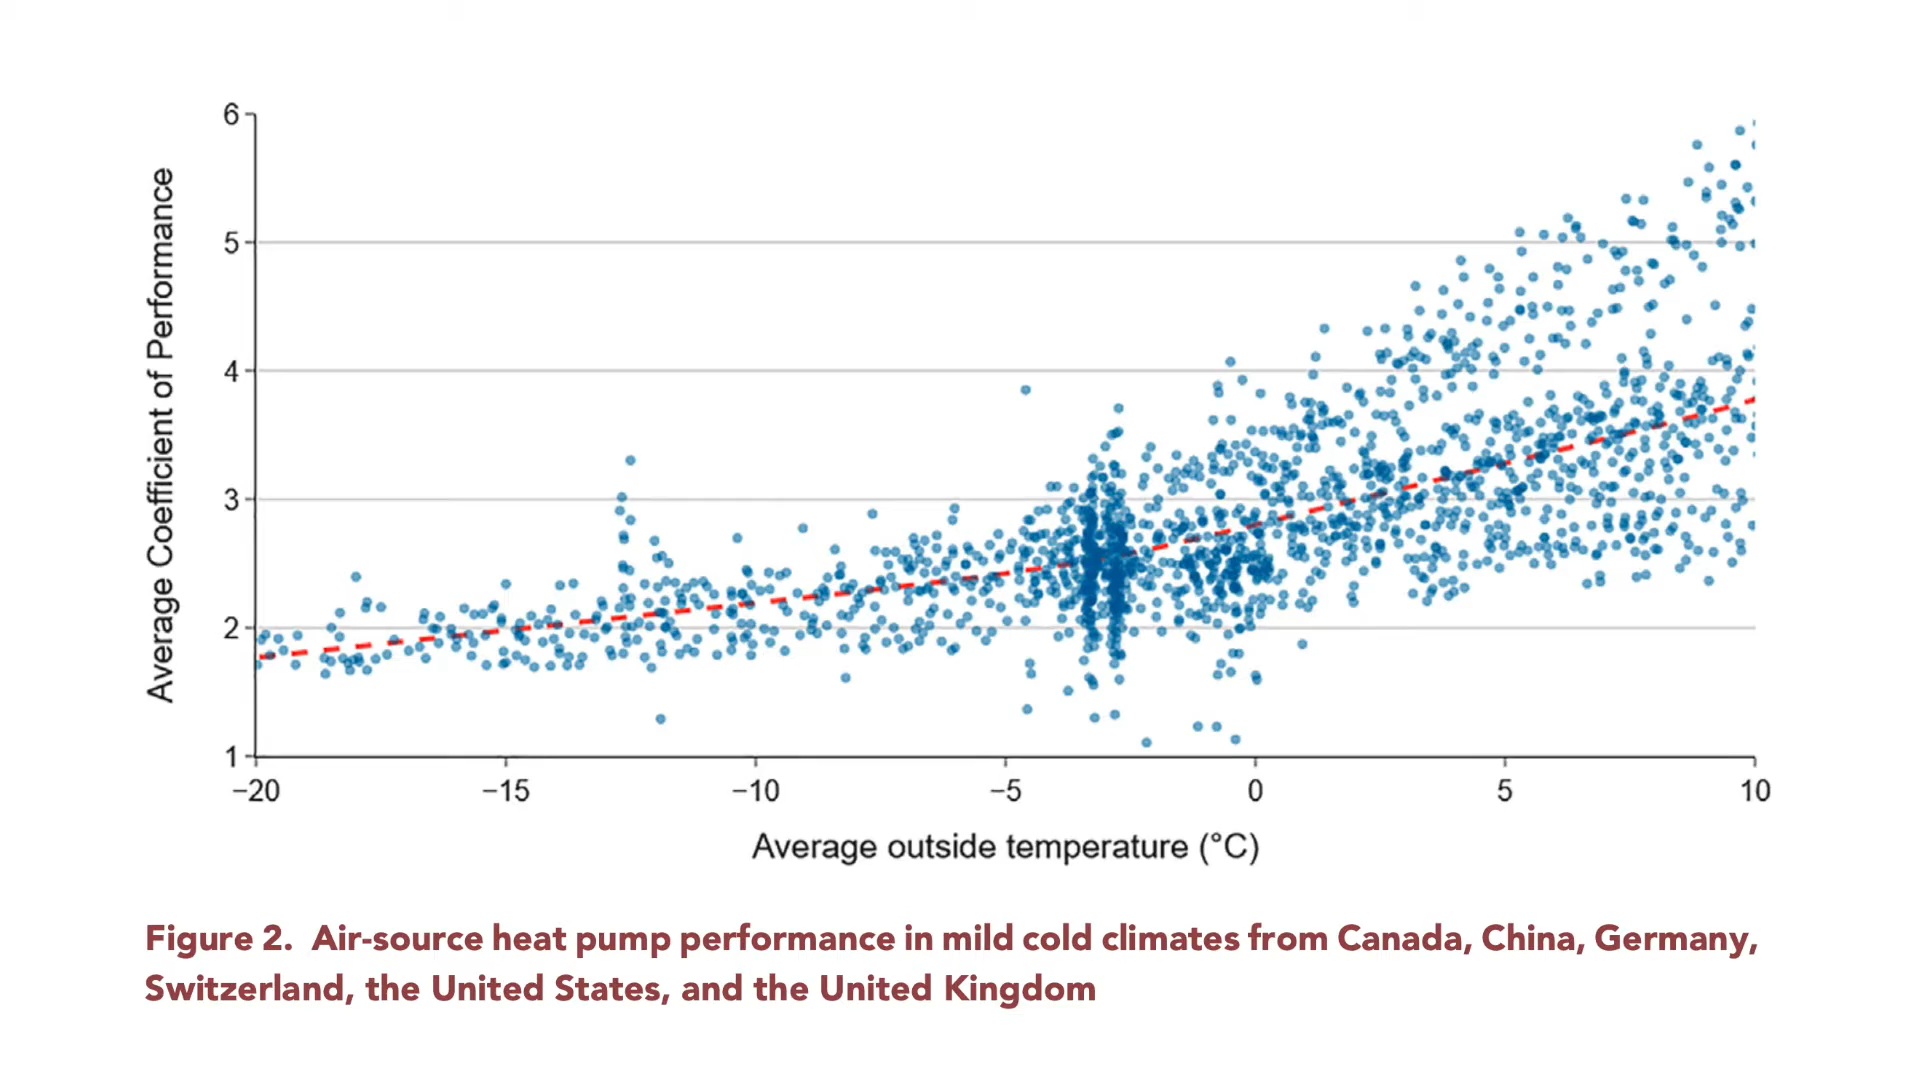 Average Coefficient of Performance
6
5
4
3
2
1
−20 −15 −10 −5 0 5 10
Average outside temperature (°C)
Figure 2. Air-source heat pump performance in mild cold climates from Canada, China, Germany,
Switzerland, the United States, and the United Kingdom